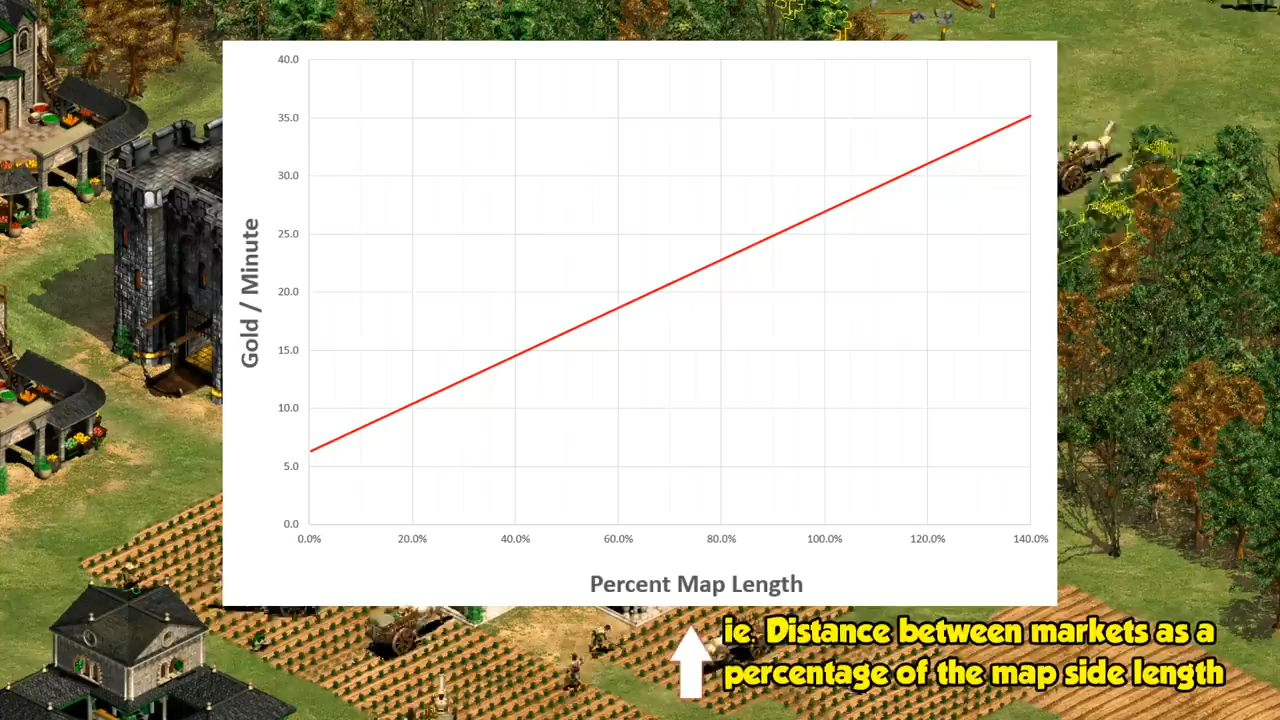 40.0
35.0
30.0
25.0
20.0
15.0
10.0
5.0
0.0
Gold / Minute
0.0% 20.0% 40.0% 60.0% 80.0% 100.0% 120.0% 140.0%
Percent Map Length
ie. Distance between markets as a
percentage of the map side length